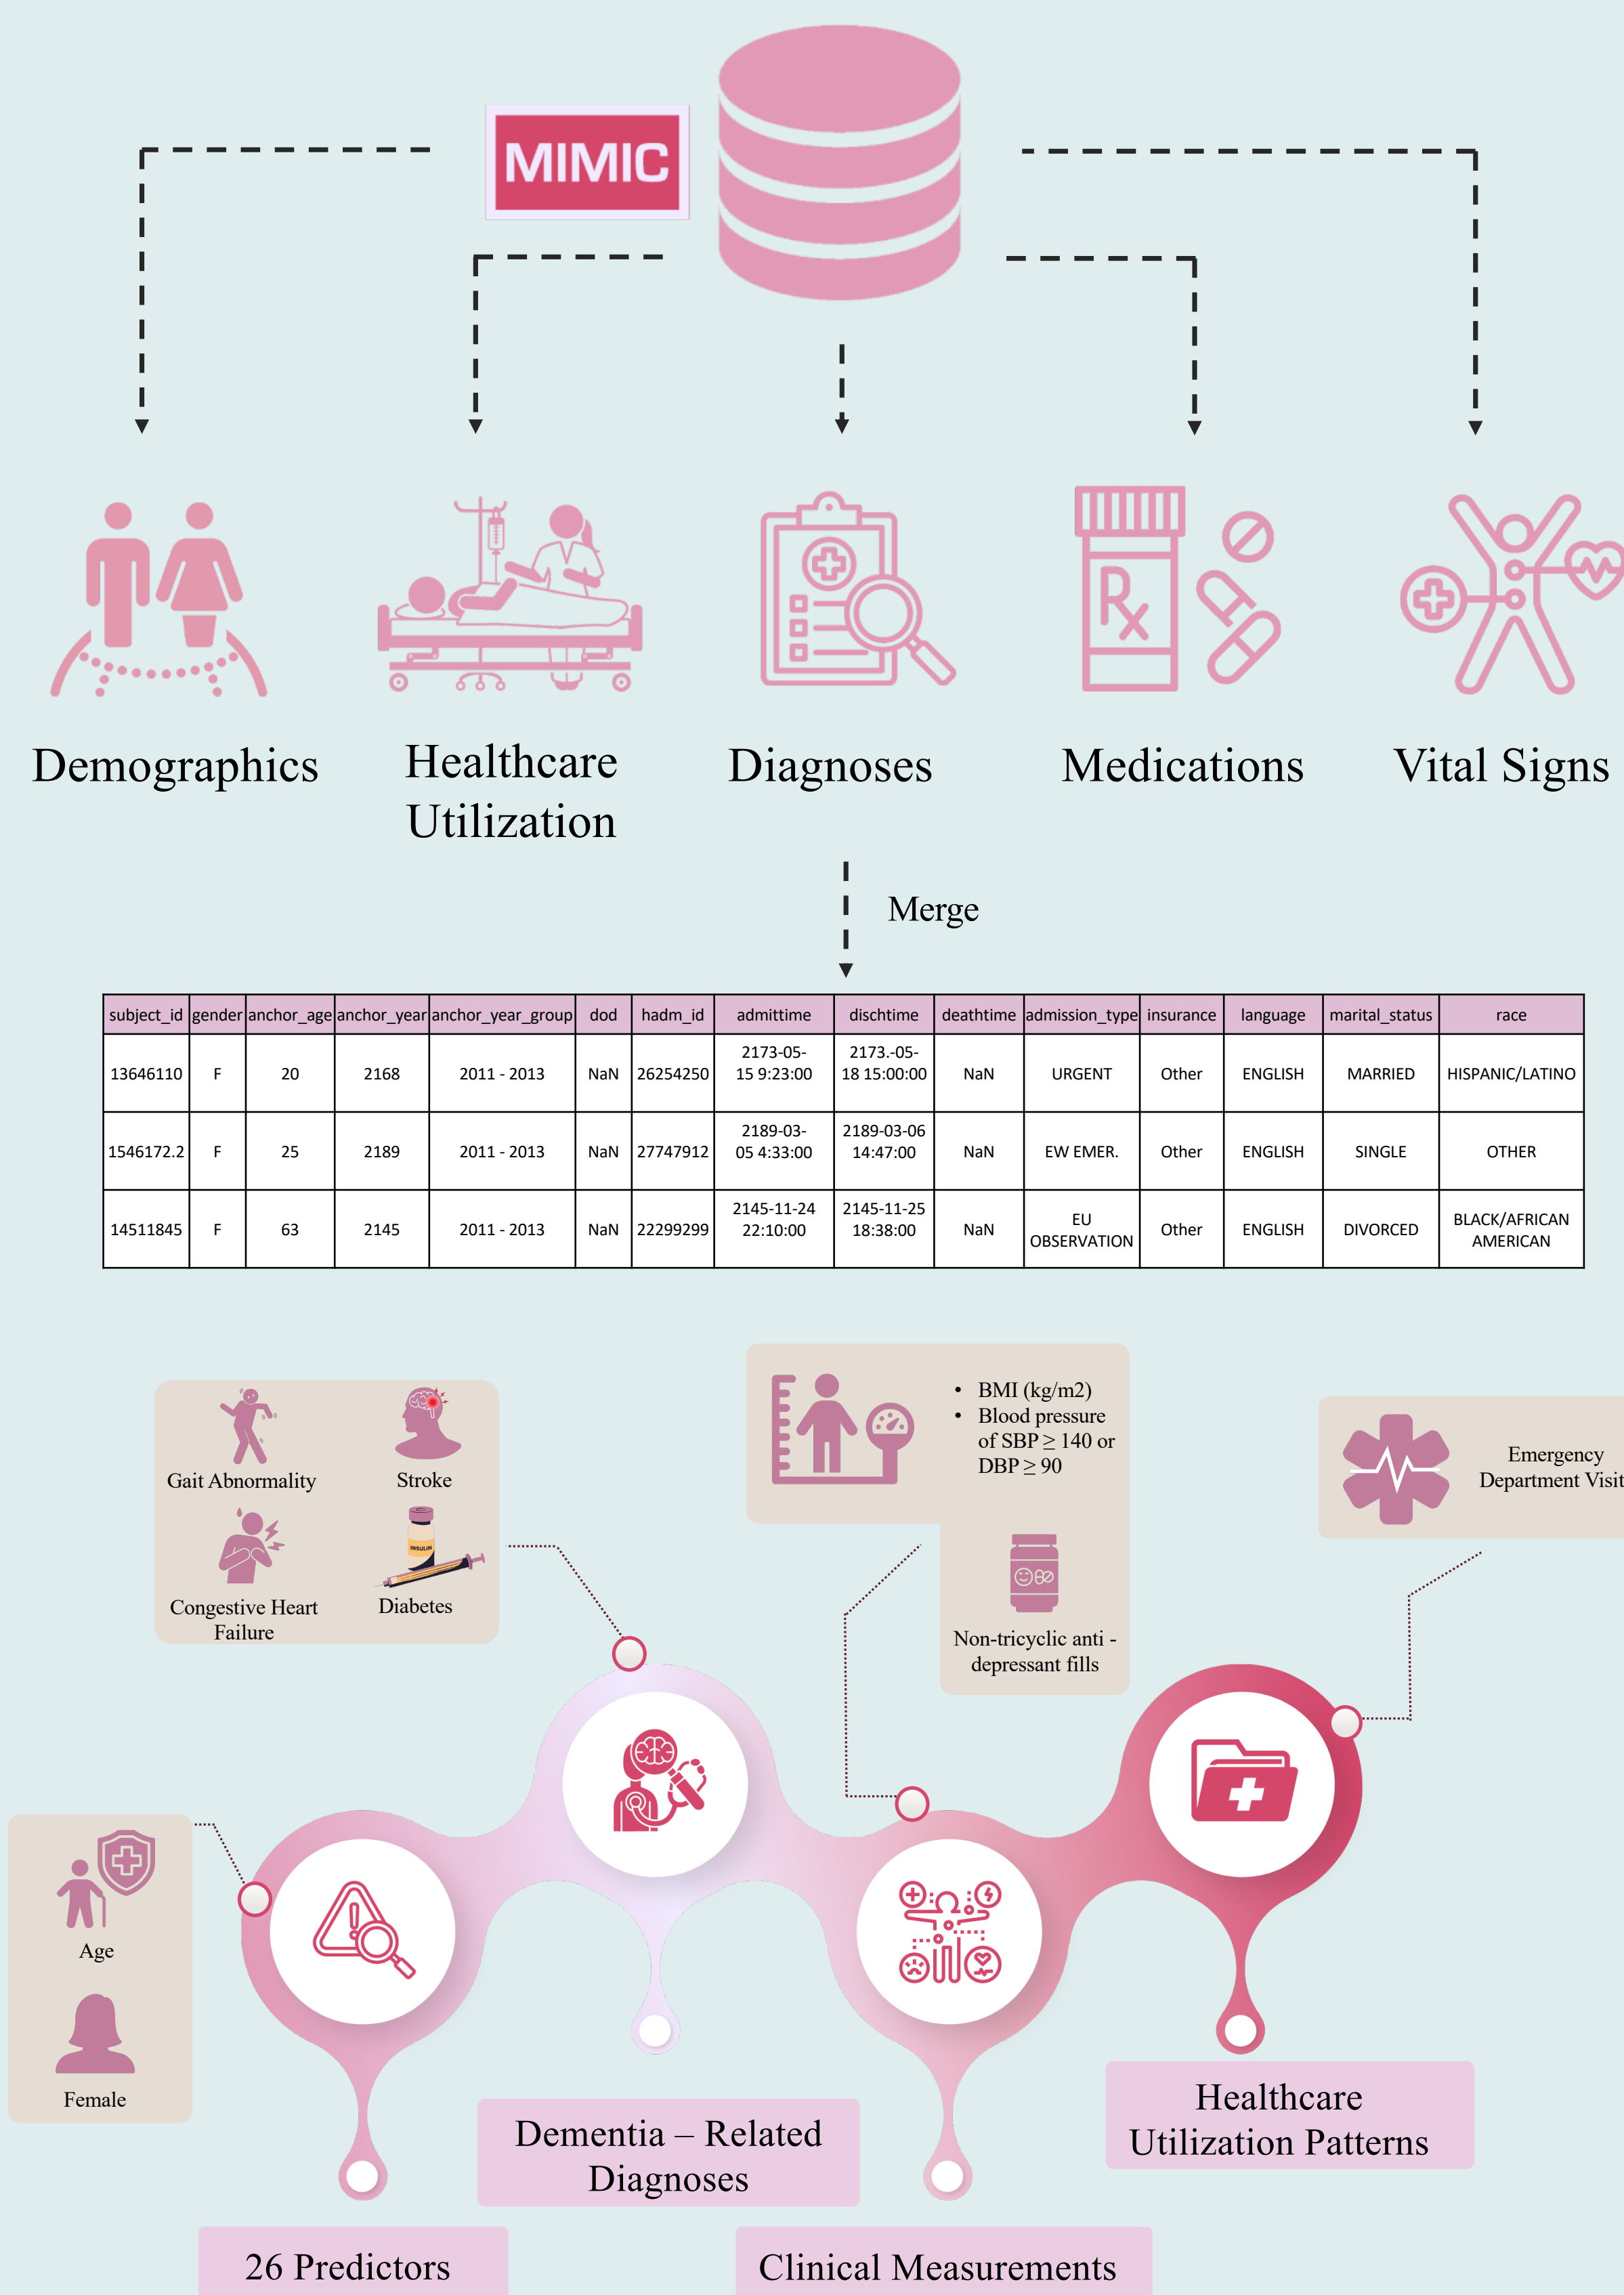 MIMIC
Demographics
Healthcare
Utilization
Diagnoses
Medications
Vital Signs
Merge
subject_id gender anchor_age anchor_year anchor_year_group dod hadm_id admittime dischtime deathtime admission_type insurance language marital_status race
13646110 F 20 2168 2011 - 2013 NaN 26254250 2173-05-15 9:23:00 2173.-05-18 15:00:00 NaN URGENT Other ENGLISH MARRIED HISPANIC/LATINO
1546172.2 F 25 2189 2011 - 2013 NaN 27747912 2189-03-05 4:33:00 2189-03-06 14:47:00 NaN EW EMER. Other ENGLISH SINGLE OTHER
14511845 F 63 2145 2011 - 2013 NaN 22299299 2145-11-24 22:10:00 2145-11-25 18:38:00 NaN EU OBSERVATION Other ENGLISH DIVORCED BLACK/AFRICAN AMERICAN
Gait Abnormality
Stroke
INSULIN
Congestive Heart
Failure
Diabetes
• BMI (kg/m2)
• Blood pressure
of SBP ≥ 140 or
DBP ≥ 90
Non-tricyclic anti -
depressant fills
Emergency
Department Visit
Age
Female
26 Predictors
Dementia – Related
Diagnoses
Clinical Measurements
Healthcare
Utilization Patterns
Rx